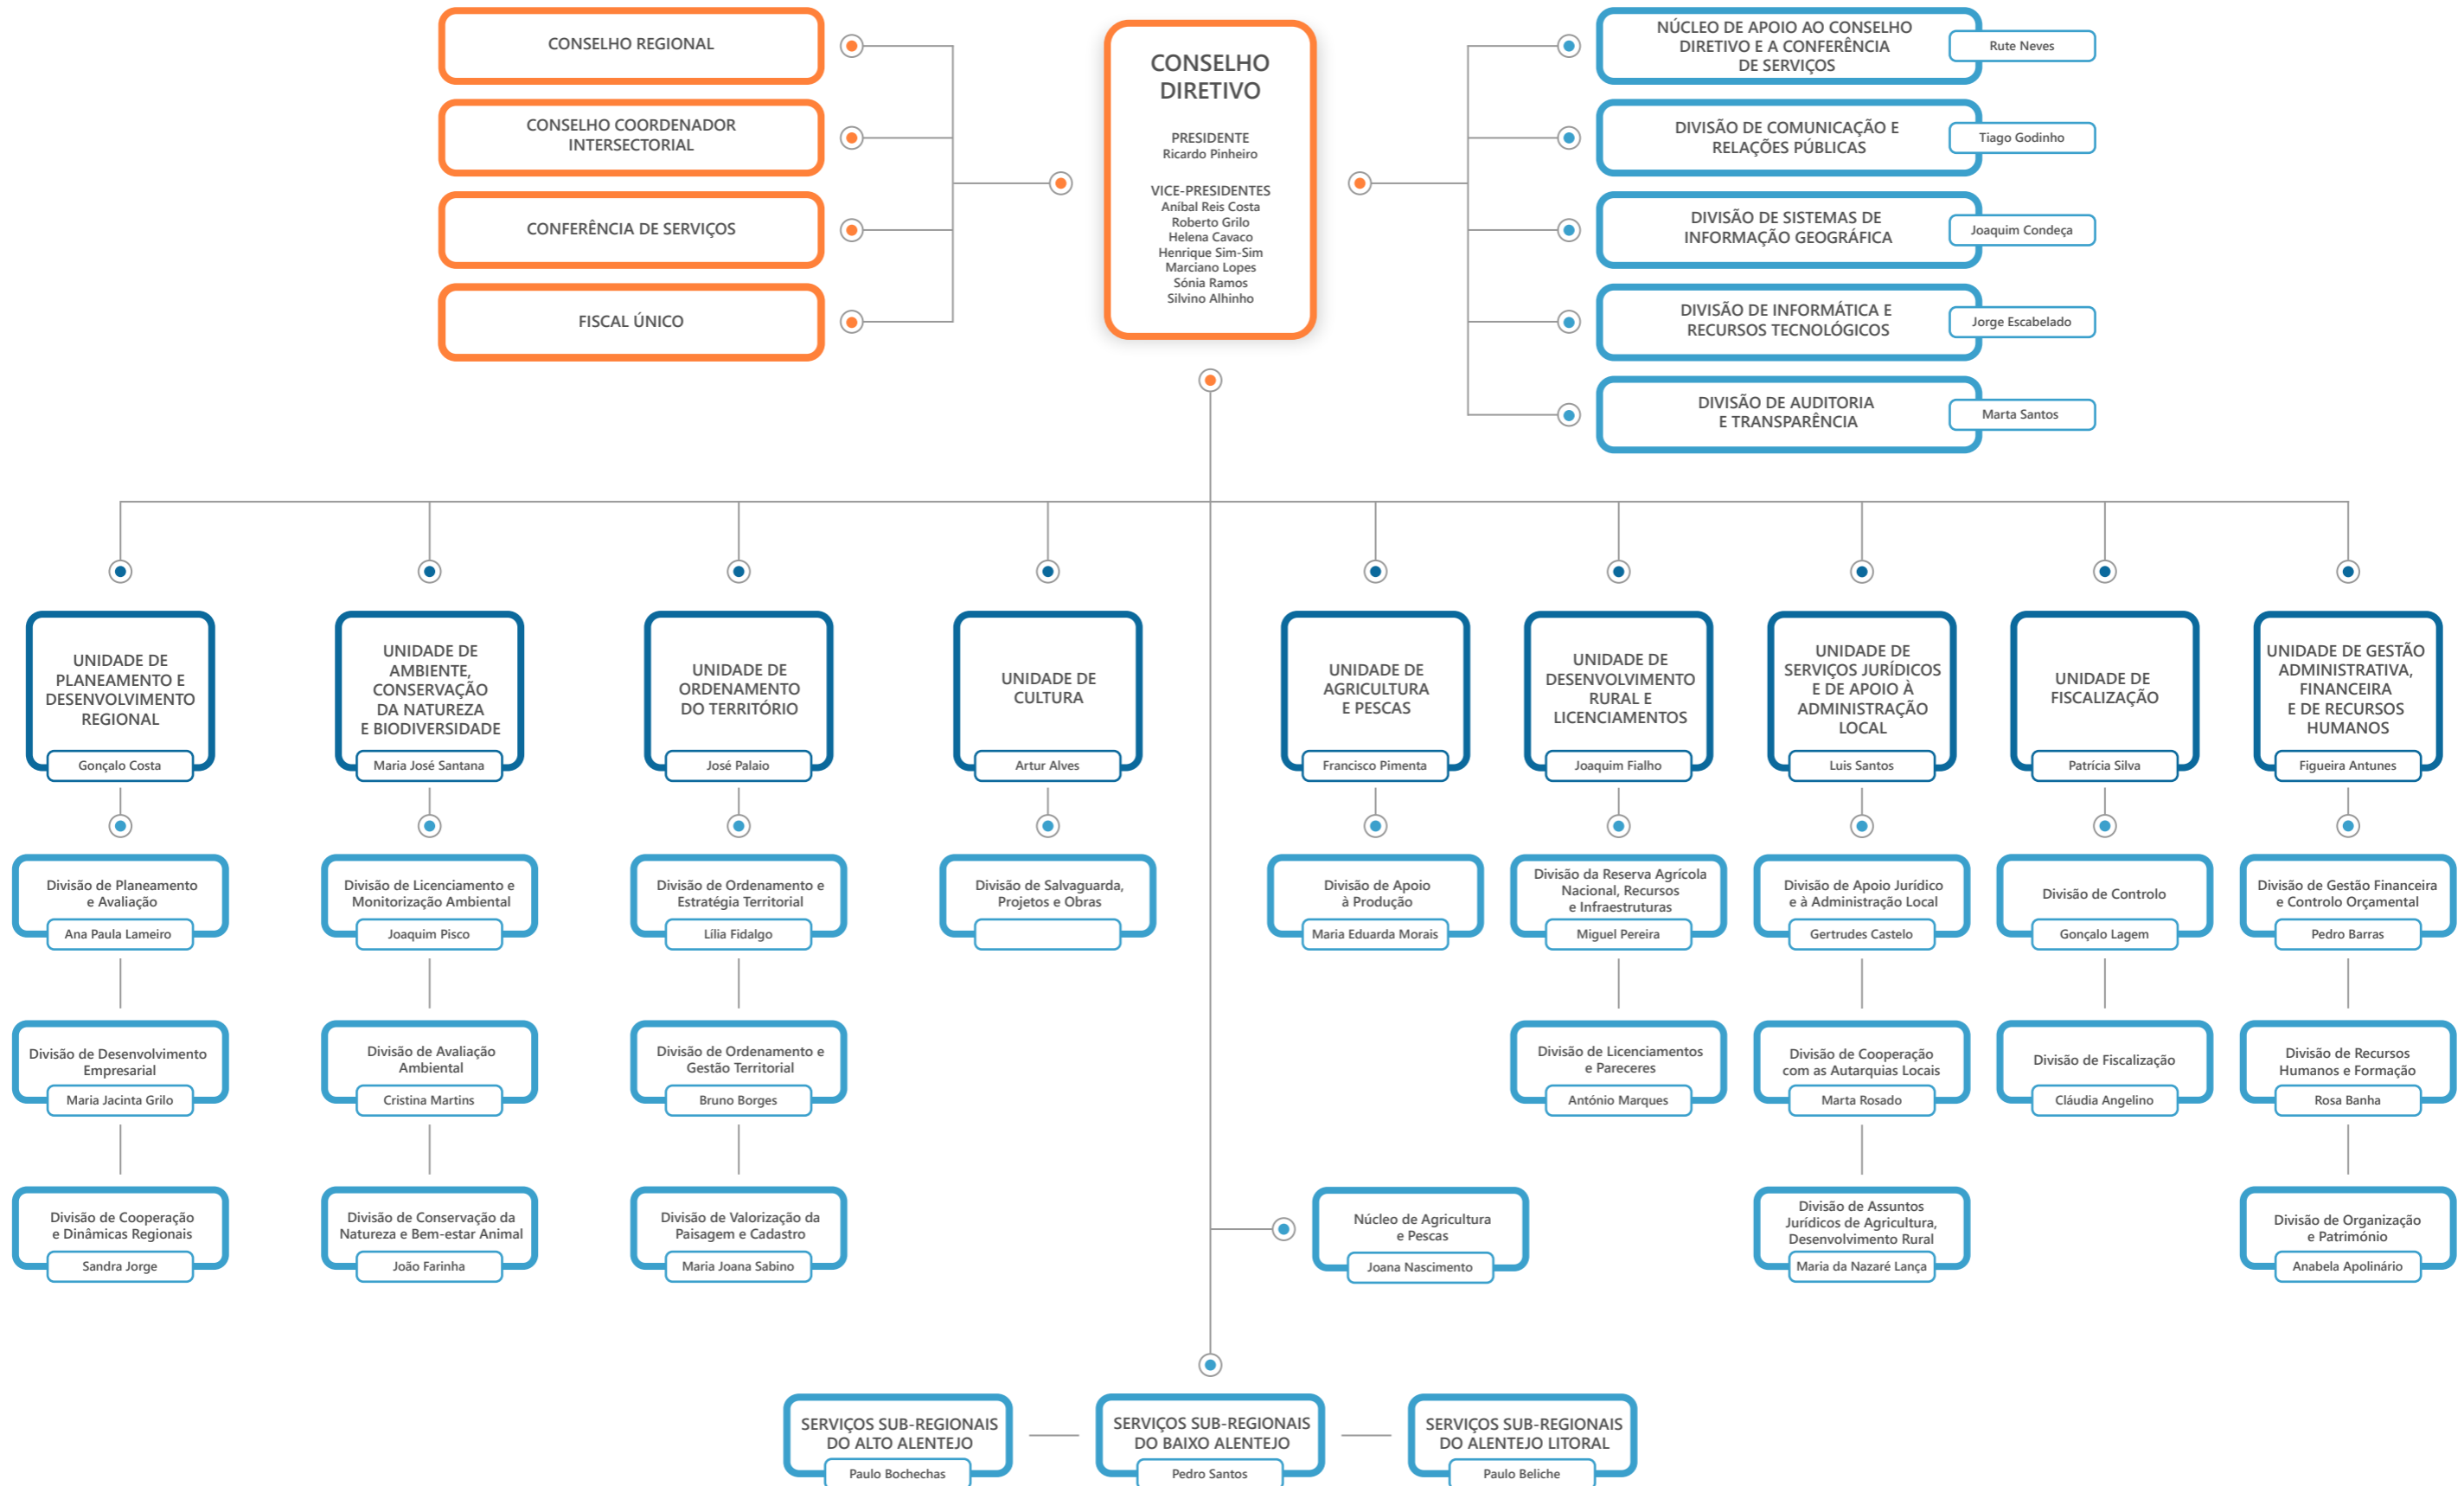 CONSELHO REGIONAL
CONSELHO COORDENADOR
INTERSECTORIAL
CONFERÊNCIA DE SERVIÇOS
FISCAL ÚNICO
CONSELHO
DIRETIVO
PRESIDENTE
Ricardo Pinheiro
VICE-PRESIDENTES
Aníbal Reis Costa
Roberto Grilo
Helena Cavaco
Henrique Sim-Sim
Marciano Lopes
Sónia Ramos
Silvino Alhinho
NÚCLEO DE APOIO AO CONSELHO
DIRETIVO E A CONFERÊNCIA
DE SERVIÇOS
Rute Neves
DIVISÃO DE COMUNICAÇÃO E
RELAÇÕES PÚBLICAS
Tiago Godinho
DIVISÃO DE SISTEMAS DE
INFORMAÇÃO GEOGRÁFICA
Joaquim Condeça
DIVISÃO DE INFORMÁTICA E
RECURSOS TECNOLÓGICOS
Jorge Escabelado
DIVISÃO DE AUDITORIA
E TRANSPARÊNCIA
Marta Santos
UNIDADE DE
PLANEAMENTO E
DESENVOLVIMENTO
REGIONAL
Gonçalo Costa
UNIDADE DE
AMBIENTE,
CONSERVAÇÃO
DA NATUREZA
E BIODIVERSIDADE
Maria José Santana
UNIDADE DE
ORDENAMENTO
DO TERRITÓRIO
José Palaio
UNIDADE DE
CULTURA
Artur Alves
UNIDADE DE
AGRICULTURA
E PESCAS
Francisco Pimenta
UNIDADE DE
DESENVOLVIMENTO
RURAL E
LICENCIAMENTOS
Joaquim Fialho
UNIDADE DE
SERVIÇOS JURÍDICOS
E DE APOIO À
ADMINISTRAÇÃO
LOCAL
Luis Santos
UNIDADE DE
FISCALIZAÇÃO
Patrícia Silva
UNIDADE DE GESTÃO
ADMINISTRATIVA,
FINANCEIRA
E DE RECURSOS
HUMANOS
Figueira Antunes
Divisão de Planeamento
e Avaliação
Ana Paula Lameiro
Divisão de Licenciamento e
Monitorização Ambiental
Joaquim Pisco
Divisão de Ordenamento e
Estratégia Territorial
Lília Fidalgo
Divisão de Salvaguarda,
Projetos e Obras
Divisão de Apoio
à Produção
Maria Eduarda Morais
Divisão da Reserva Agrícola
Nacional, Recursos
e Infraestruturas
Miguel Pereira
Divisão de Apoio Jurídico
e à Administração Local
Gertrudes Castelo
Divisão de Controlo
Gonçalo Lagem
Divisão de Gestão Financeira
e Controlo Orçamental
Pedro Barras
Divisão de Desenvolvimento
Empresarial
Maria Jacinta Grilo
Divisão de Avaliação
Ambiental
Cristina Martins
Divisão de Ordenamento e
Gestão Territorial
Bruno Borges
Divisão de Licenciamentos
e Pareceres
António Marques
Divisão de Cooperação
com as Autarquias Locais
Marta Rosado
Divisão de Fiscalização
Cláudia Angelino
Divisão de Recursos
Humanos e Formação
Rosa Banha
Divisão de Cooperação
e Dinâmicas Regionais
Sandra Jorge
Divisão de Conservação da
Natureza e Bem-estar Animal
João Farinha
Divisão de Valorização da
Paisagem e Cadastro
Maria Joana Sabino
Núcleo de Agricultura
e Pescas
Joana Nascimento
Divisão de Assuntos
Jurídicos de Agricultura,
Desenvolvimento Rural
Maria da Nazaré Lança
Divisão de Organização
e Património
Anabela Apolinário
SERVIÇOS SUB-REGIONAIS
DO ALTO ALENTEJO
Paulo Bochechas
SERVIÇOS SUB-REGIONAIS
DO BAIXO ALENTEJO
Pedro Santos
SERVIÇOS SUB-REGIONAIS
DO ALENTEJO LITORAL
Paulo Beliche